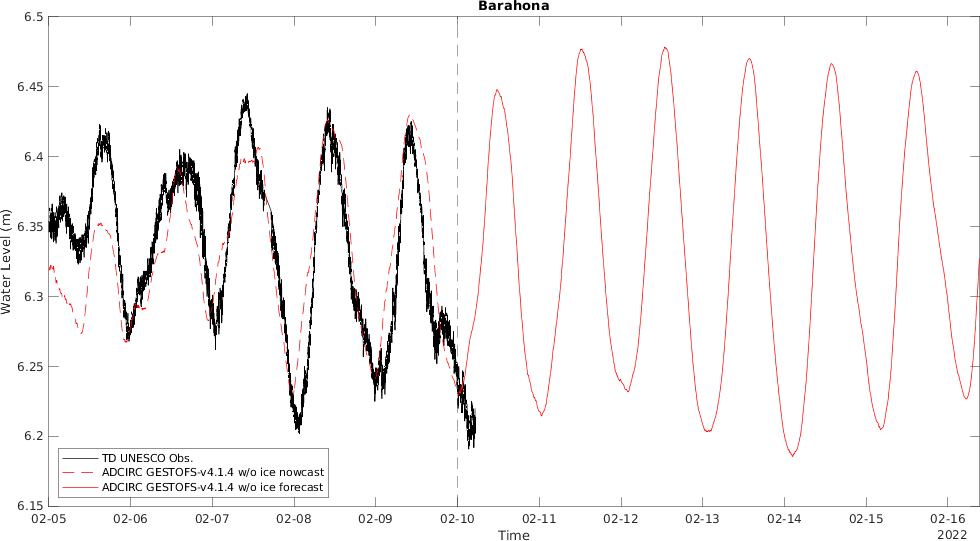 Barahona
6.5
6.45
6.4
6.35
6.3
6.25
6.2
6.15
Water Level (m)
TD UNESCO Obs.
ADCIRC GESTOFS-v4.1.4 w/o ice nowcast
ADCIRC GESTOFS-v4.1.4 w/o ice forecast
02-05 02-06 02-07 02-08 02-09 02-10 02-11 02-12 02-13 02-14 02-15 02-16
Time
2022